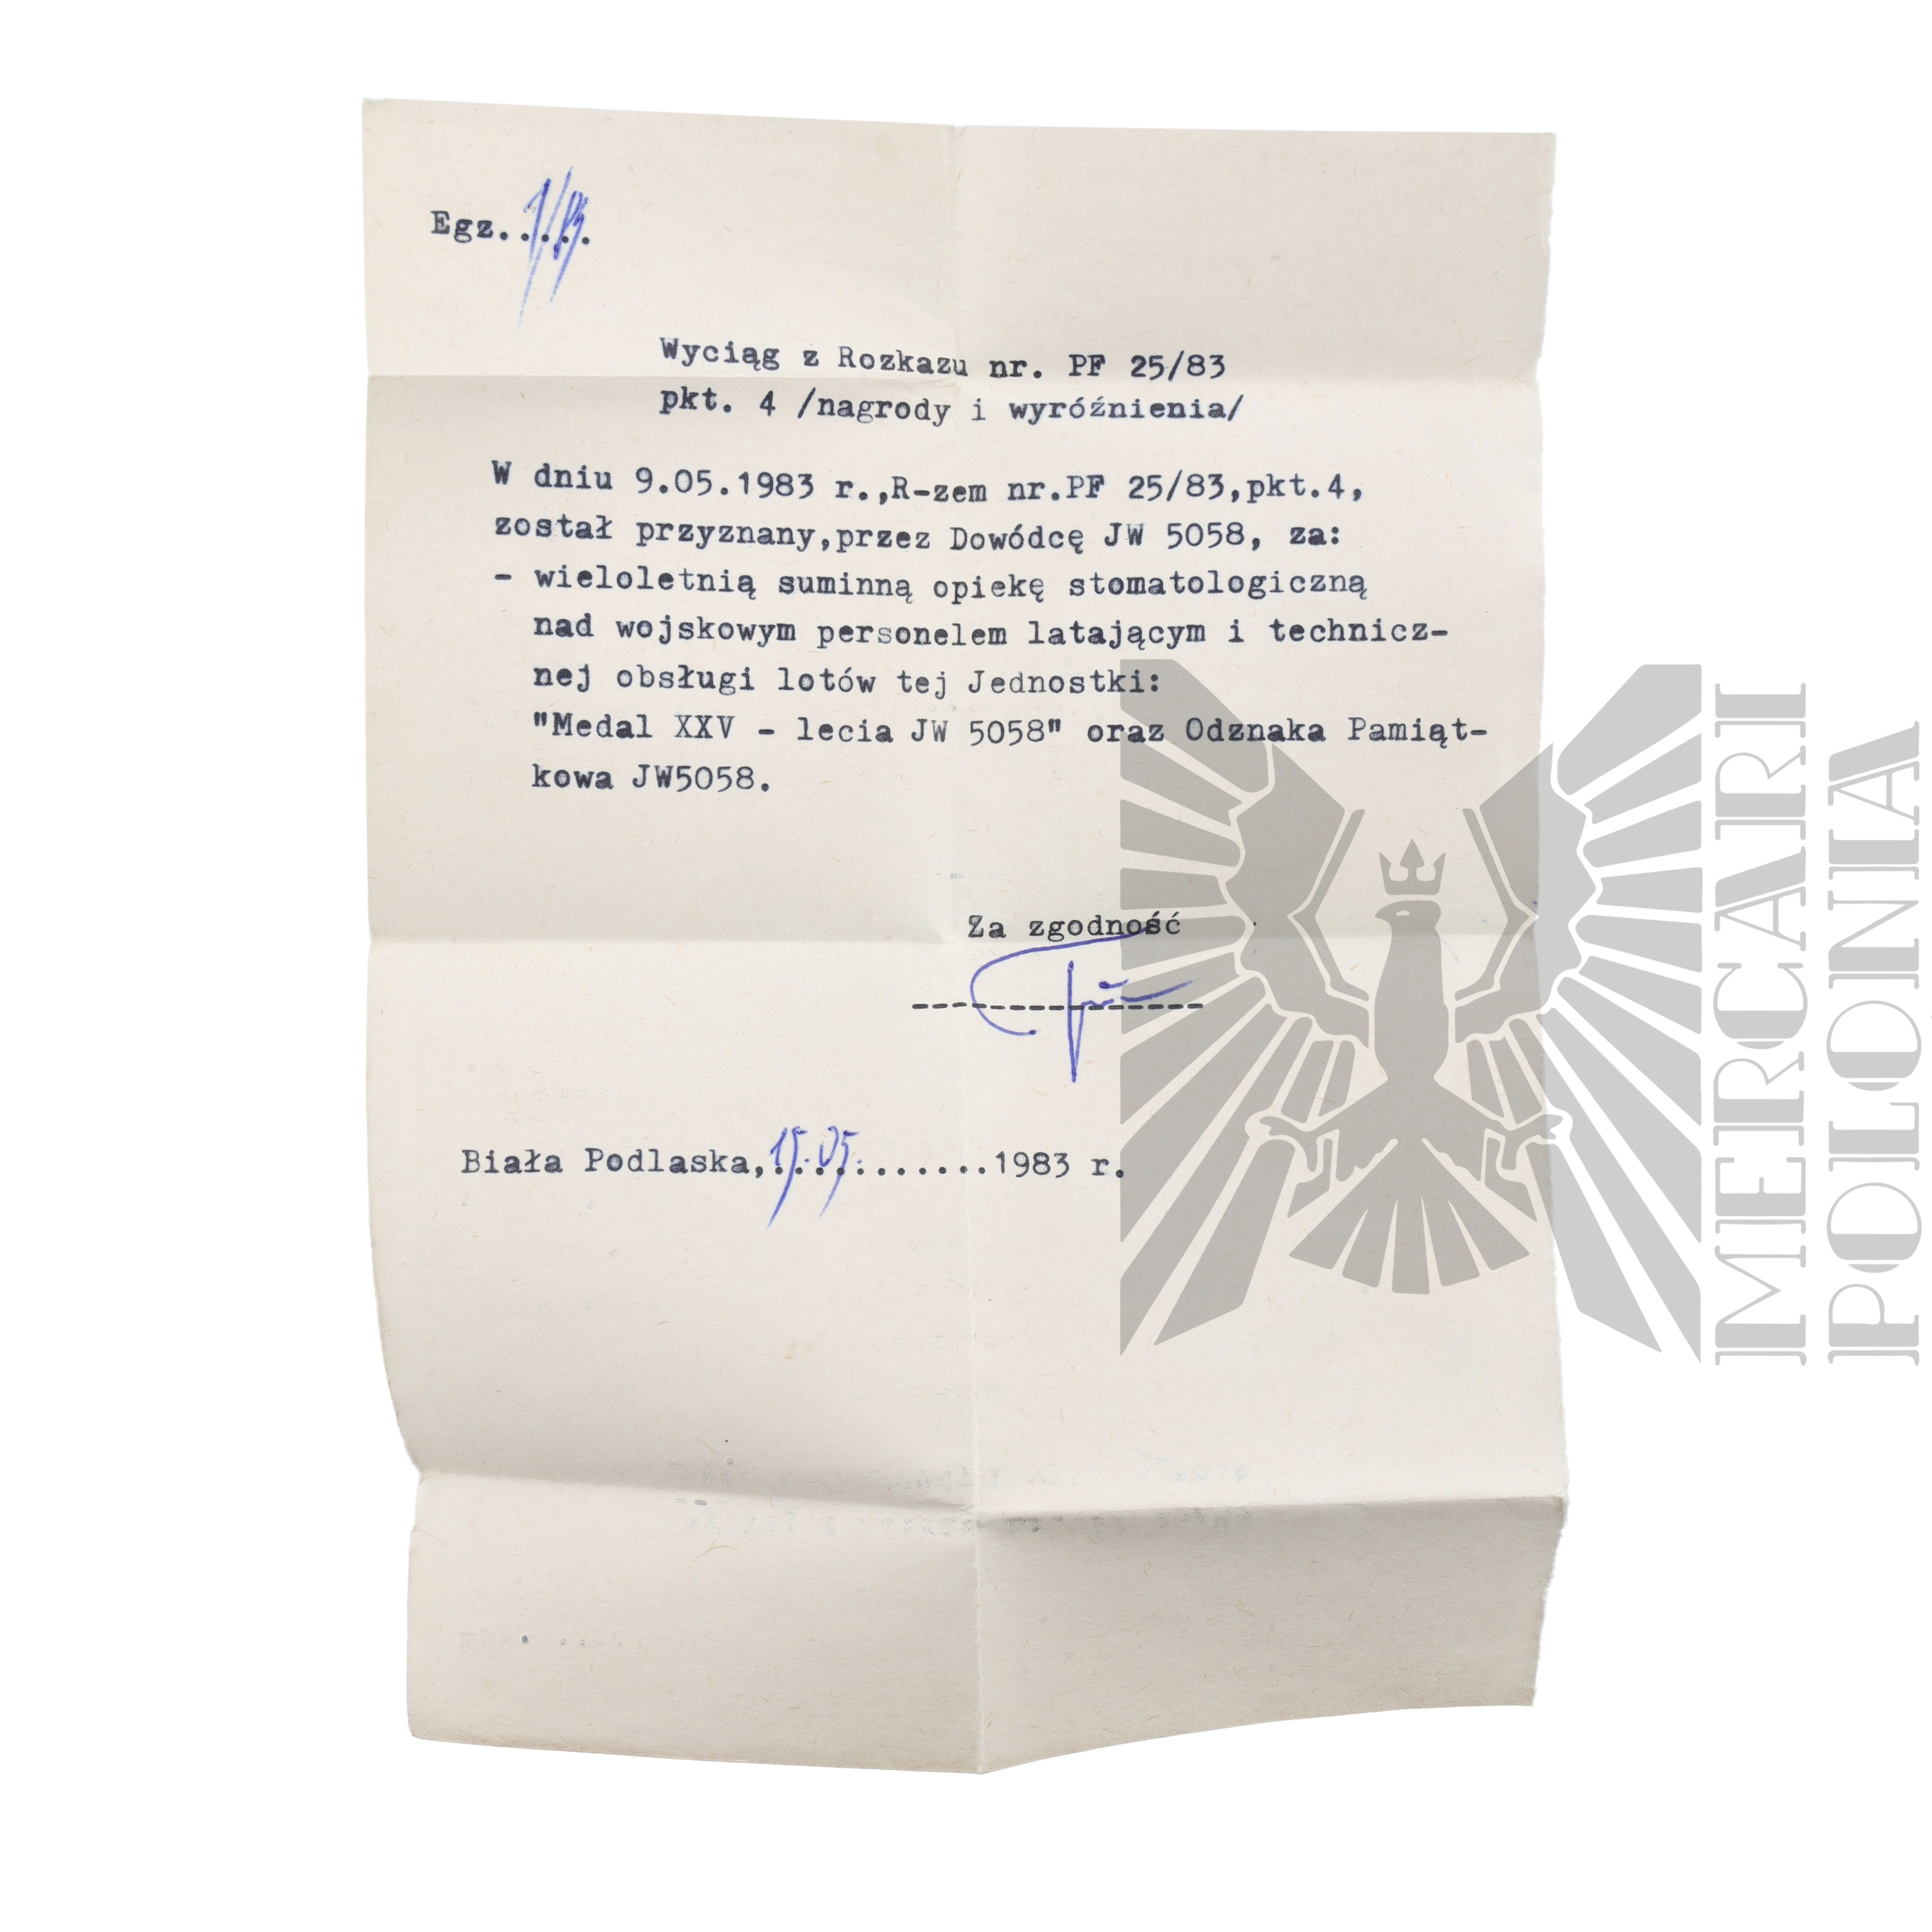 Egz..1/83.
Wyciąg z Rozkazu nr. PF 25/83
pkt. 4 /nagrody i wyróźnienia/
W dniu 9.05.1983 r.,R-zem nr.PF 25/83,pkt.4,
został przyznany,przez Dowódcę JW 5058, za:
- wieloletnią suminną opiekę stomatologiczną
nad wojskowym personelem latającym i technicz-
nej obsługi lotów tej Jednostki:
"Medal XXV - lecia JW 5058" oraz Odznaka Pamiąt-
kowa JW5058.
Za zgodność
Biała Podlaska,15.05...........1983 r.
MERCARI
POLONIA